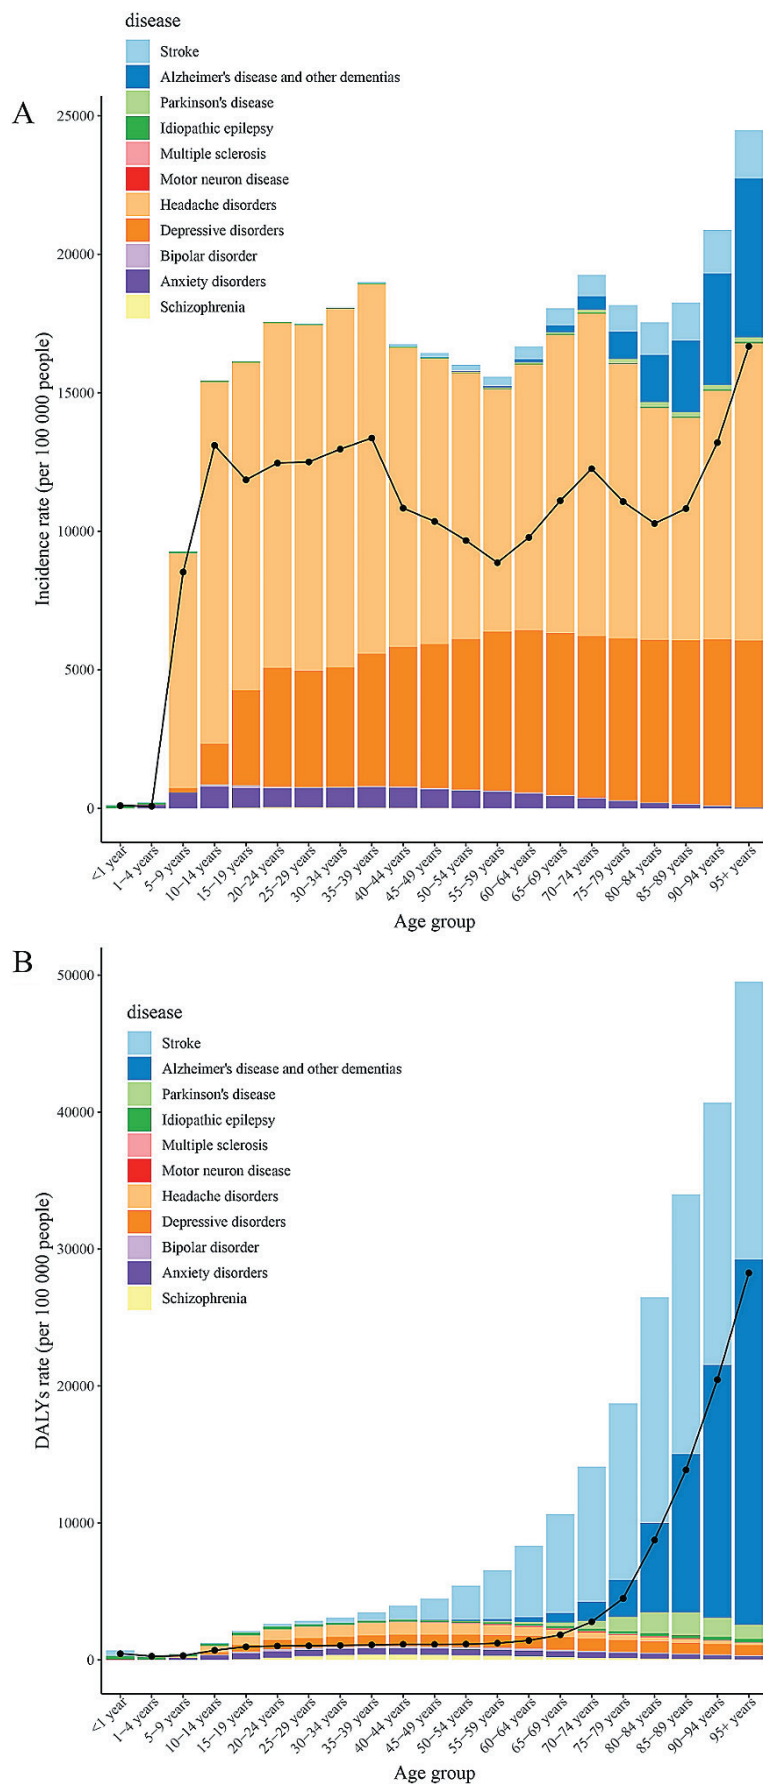 A
disease
Stroke
Alzheimer's disease and other dementias
Parkinson's disease
Idiopathic epilepsy
Multiple sclerosis
Motor neuron disease
Headache disorders
Depressive disorders
Bipolar disorder
Anxiety disorders
Schizophrenia
Incidence rate (per 100 000 people)
25000
20000
15000
10000
5000
0
<1 year
1–4 years
5–9 years
10–14 years
15–19 years
20–24 years
25–29 years
30–34 years
35–39 years
40–44 years
45–49 years
50–54 years
55–59 years
60–64 years
65–69 years
70–74 years
75–79 years
80–84 years
85–89 years
90–94 years
95+ years
Age group
B
disease
Stroke
Alzheimer's disease and other dementias
Parkinson's disease
Idiopathic epilepsy
Multiple sclerosis
Motor neuron disease
Headache disorders
Depressive disorders
Bipolar disorder
Anxiety disorders
Schizophrenia
DALYs rate (per 100 000 people)
50000
40000
30000
20000
10000
0
<1 year
1–4 years
5–9 years
10–14 years
15–19 years
20–24 years
25–29 years
30–34 years
35–39 years
40–44 years
45–49 years
50–54 years
55–59 years
60–64 years
65–69 years
70–74 years
75–79 years
80–84 years
85–89 years
90–94 years
95+ years
Age group